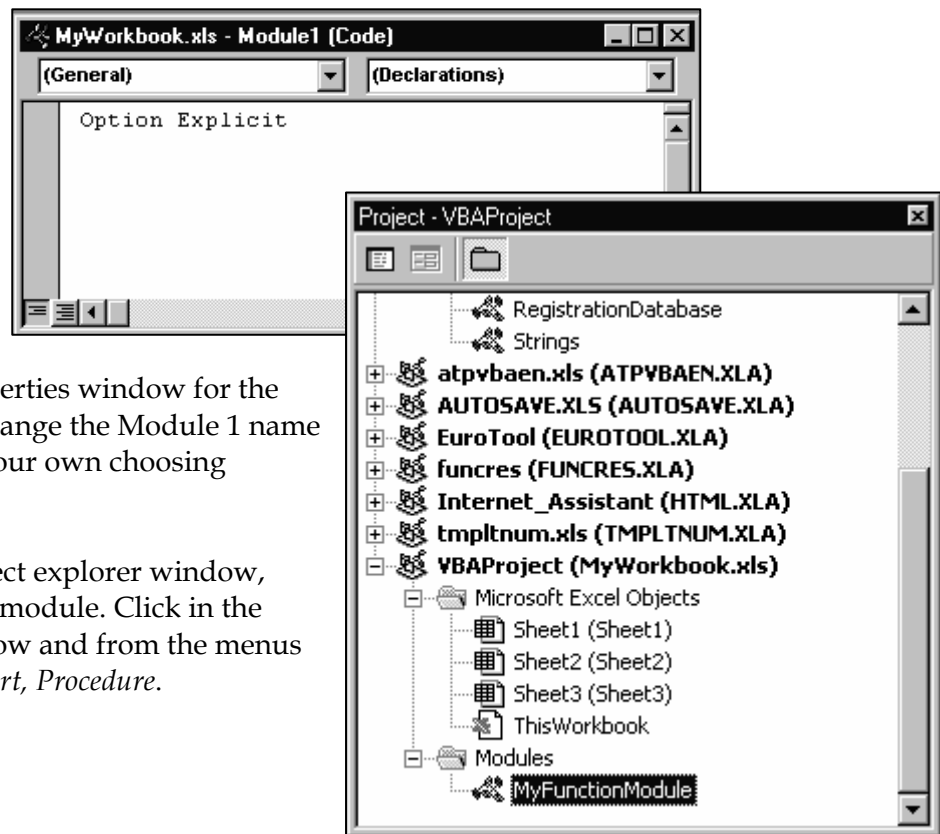 MyWorkbook.xls - Module1 (Code)
(General)
(Declarations)
Option Explicit
Project - VBAProject
RegistrationDatabase
Strings
atpvbaen.xls (ATPVBAEN.XLA)
AUTOSAVE.XLS (AUTOSAVE.XLA)
EuroTool (EUROTOOL.XLA)
funcres (FUNCRES.XLA)
Internet_Assistant (HTML.XLA)
tmpltnum.xls (TMPLTNUM.XLA)
VBAProject (MyWorkbook.xls)
Microsoft Excel Objects
Sheet1 (Sheet1)
Sheet2 (Sheet2)
Sheet3 (Sheet3)
ThisWorkbook
Modules
MyFunctionModule
erties window for the
ange the Module 1 name
our own choosing
ect explorer window,
module. Click in the
ow and from the menus
rt, Procedure.